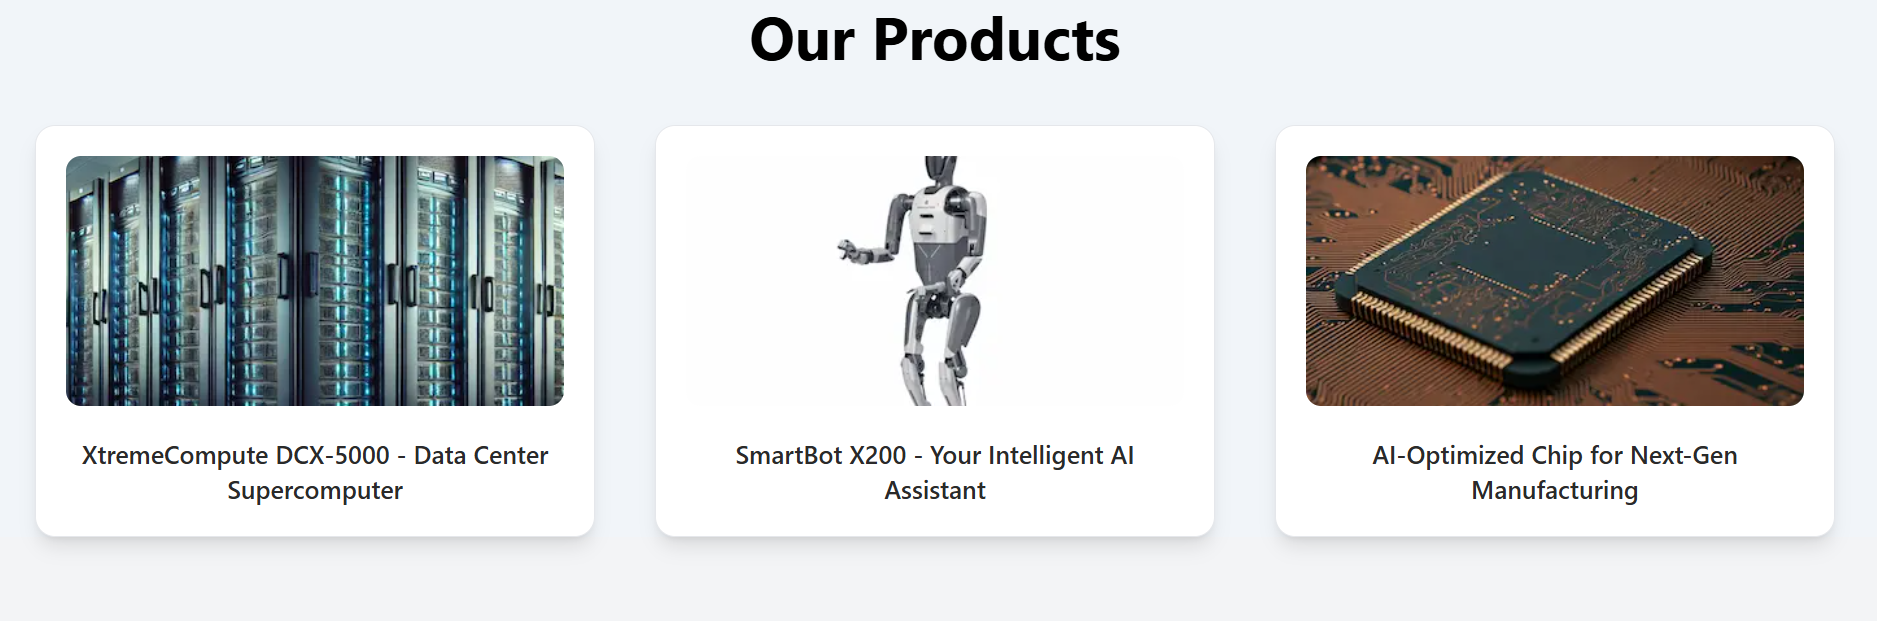 Our Products
XtremeCompute DCX-5000 - Data Center
Supercomputer
SmartBot X200 - Your Intelligent AI
Assistant
AI-Optimized Chip for Next-Gen
Manufacturing